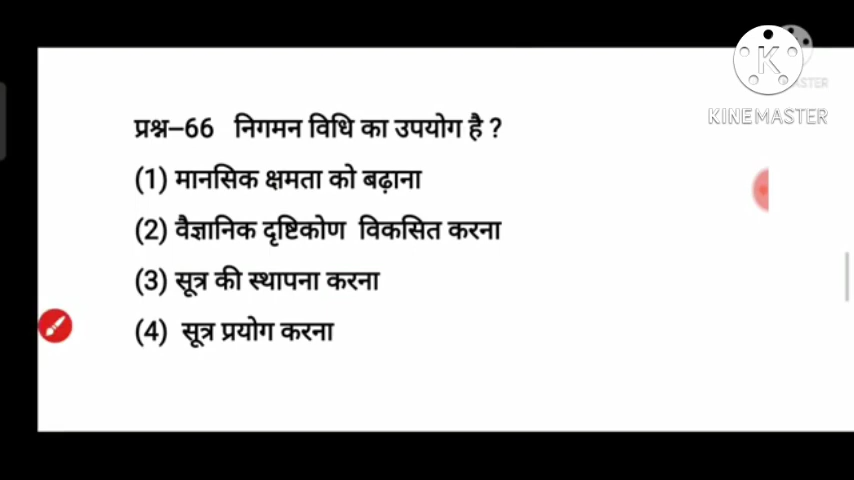 K
KINEMASTER
प्रश्न–66 निगमन विधि का उपयोग है ?
(1) मानसिक क्षमता को बढ़ाना
(2) वैज्ञानिक दृष्टिकोण विकसित करना
(3) सूत्र की स्थापना करना
(4) सूत्र प्रयोग करना